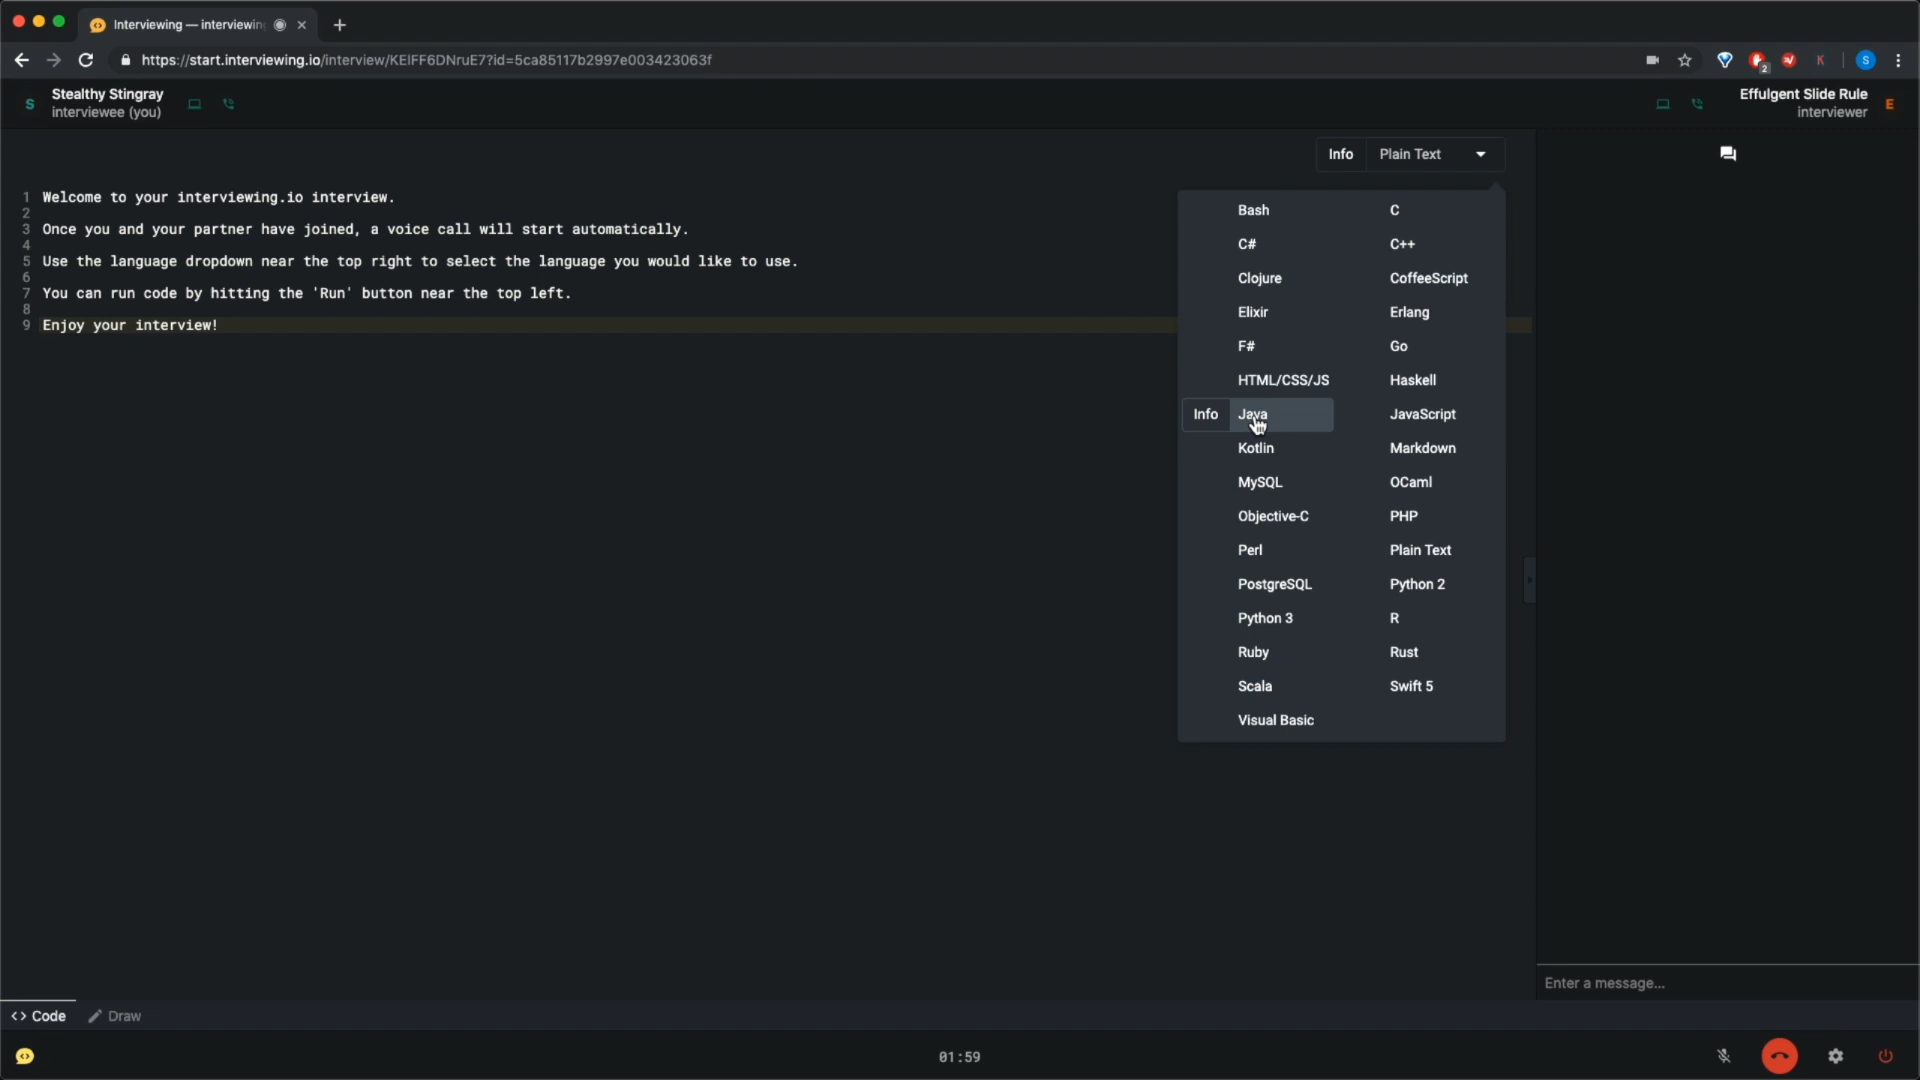 Interviewing — interviewing
https://start.interviewing.io/interview/KEIFF6DNruE7?id=5ca85117b2997e003423063f
2
K
S
S
Stealthy Stingray
interviewee (you)
Effulgent Slide Rule
interviewer
E
Info Plain Text
1 Welcome to your interviewing.io interview.
2
3 Once you and your partner have joined, a voice call will start automatically.
4
5 Use the language dropdown near the top right to select the language you would like to use.
6
7 You can run code by hitting the 'Run' button near the top left.
8
9 Enjoy your interview!
Bash C
C# C++
Clojure CoffeeScript
Elixir Erlang
F# Go
HTML/CSS/JS Haskell
Info Java JavaScript
Kotlin Markdown
MySQL OCaml
Objective-C PHP
Perl Plain Text
PostgreSQL Python 2
Python 3 R
Ruby Rust
Scala Swift 5
Visual Basic
Enter a message...
Code Draw
01:59